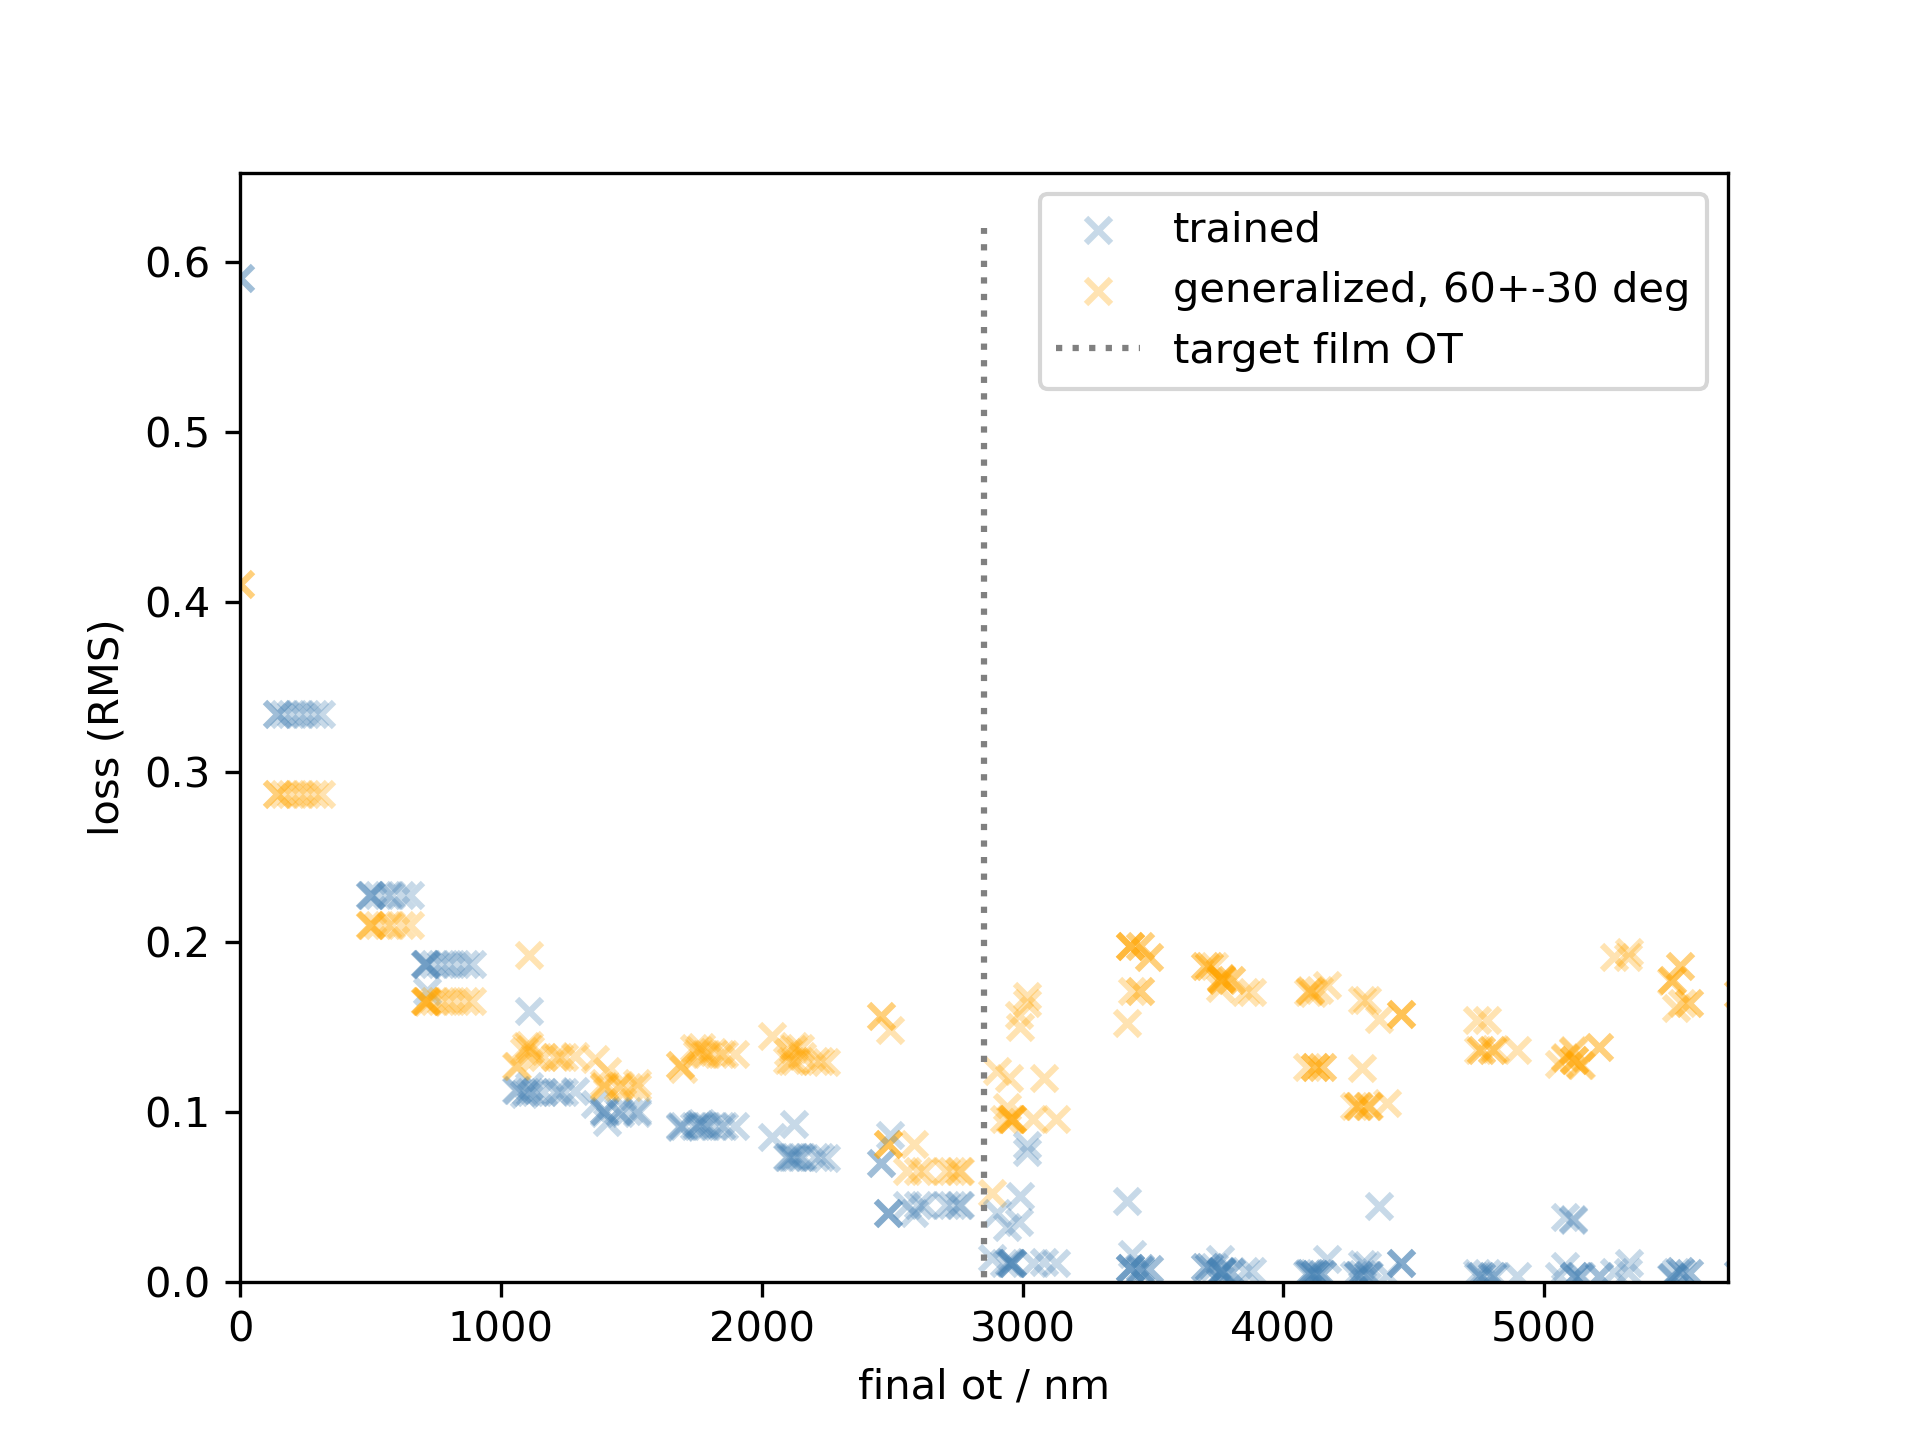 trained
generalized, 60+-30 deg
target film OT
0.6
0.5
0.4
0.3
0.2
0.1
0.0
loss (RMS)
0 1000 2000 3000 4000 5000
final ot / nm